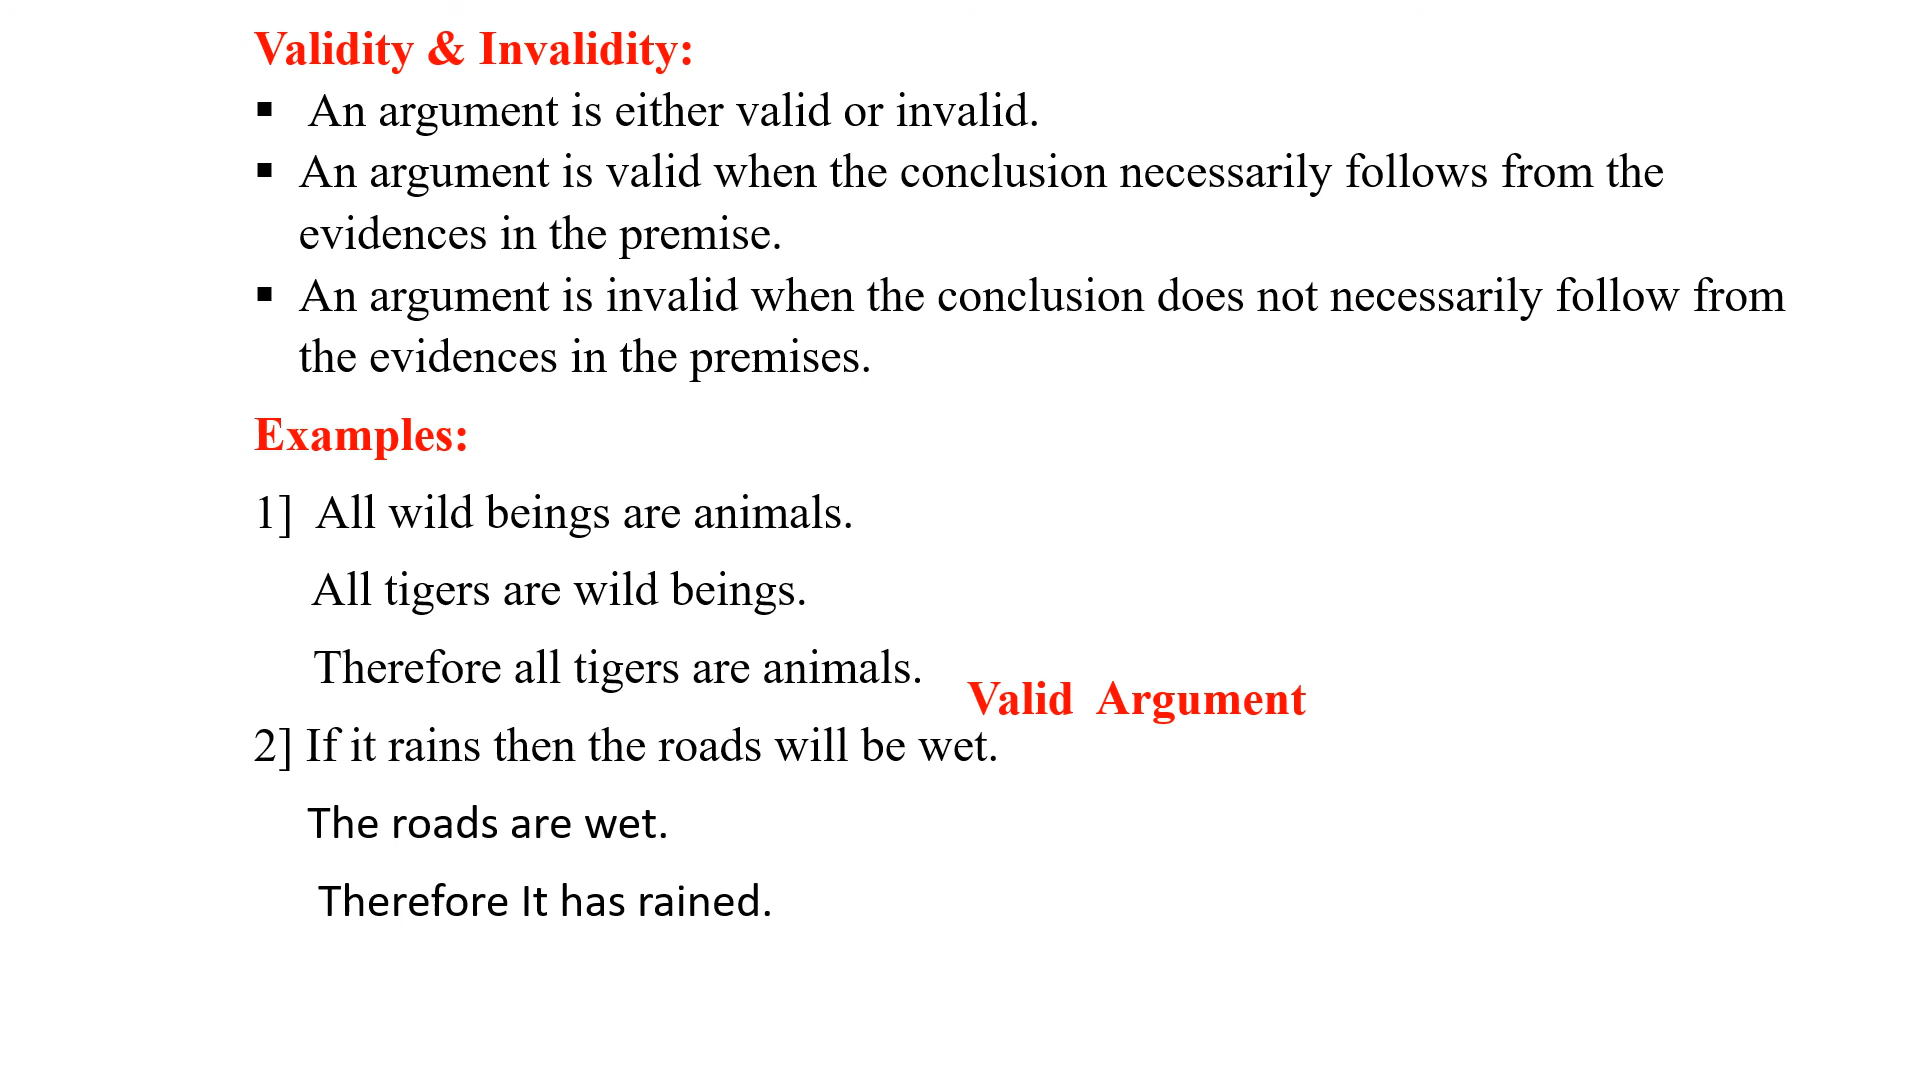 Validity & Invalidity:
▪ An argument is either valid or invalid.
▪ An argument is valid when the conclusion necessarily follows from the
evidences in the premise.
▪ An argument is invalid when the conclusion does not necessarily follow from
the evidences in the premises.
Examples:
1] All wild beings are animals.
All tigers are wild beings.
Therefore all tigers are animals.
Valid Argument
2] If it rains then the roads will be wet.
The roads are wet.
Therefore It has rained.